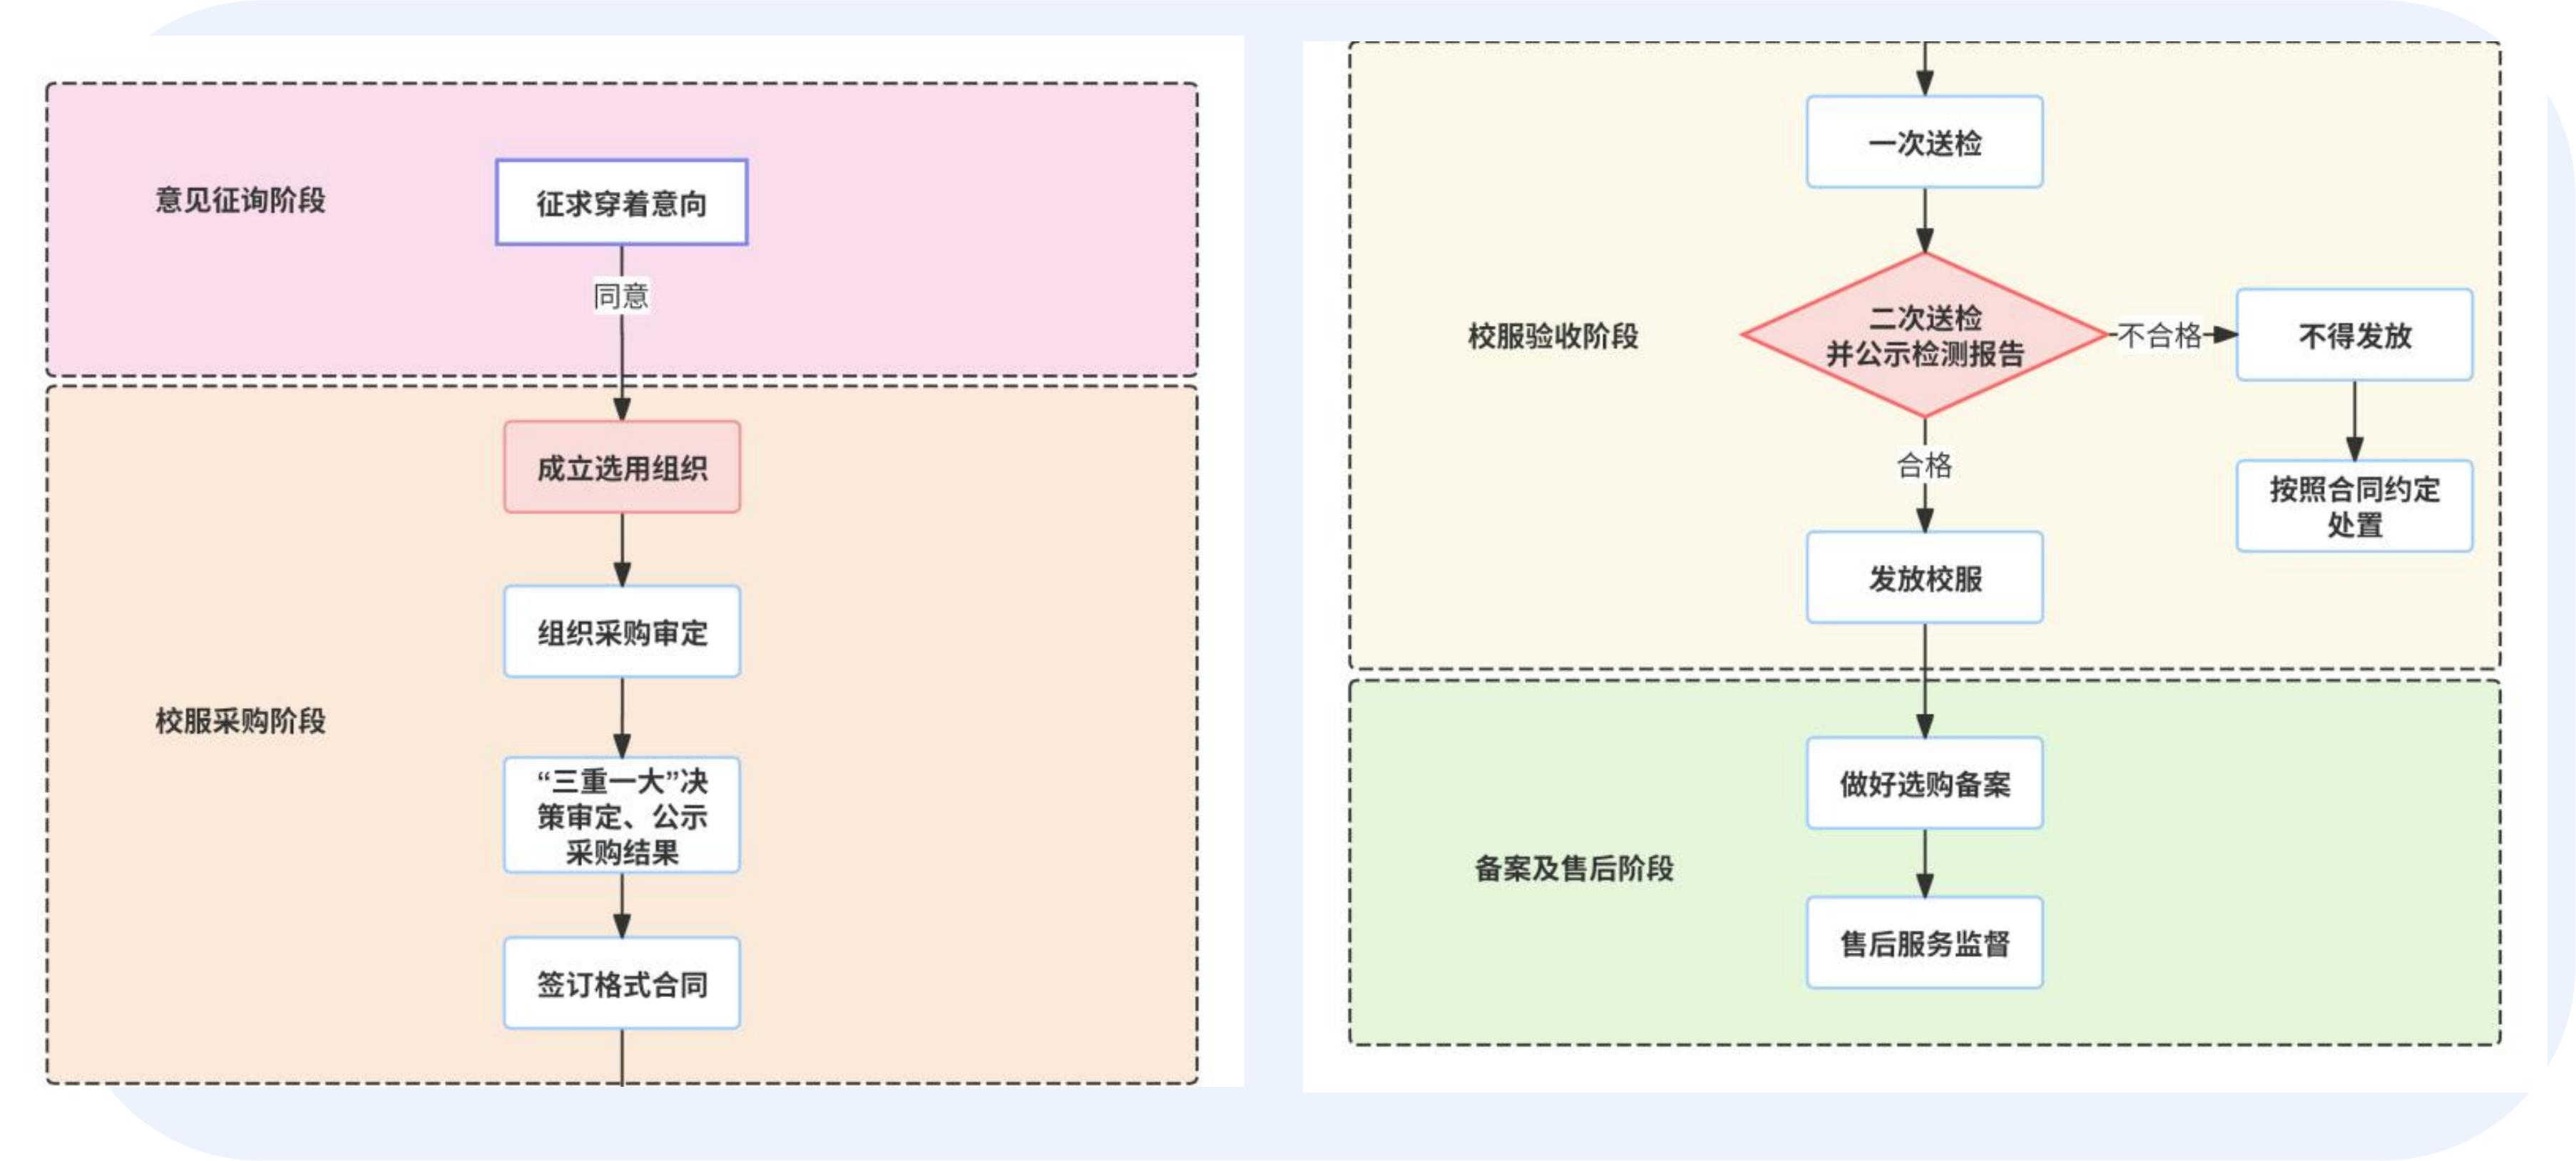 意见征询阶段
征求穿着意向
同意
校服采购阶段
成立选用组织
组织采购审定
“三重一大”决
策审定、公示
采购结果
签订格式合同
校服验收阶段
一次送检
二次送检
并公示检测报告
不合格
不得发放
按照合同约定
处置
合格
发放校服
备案及售后阶段
做好选购备案
售后服务监督